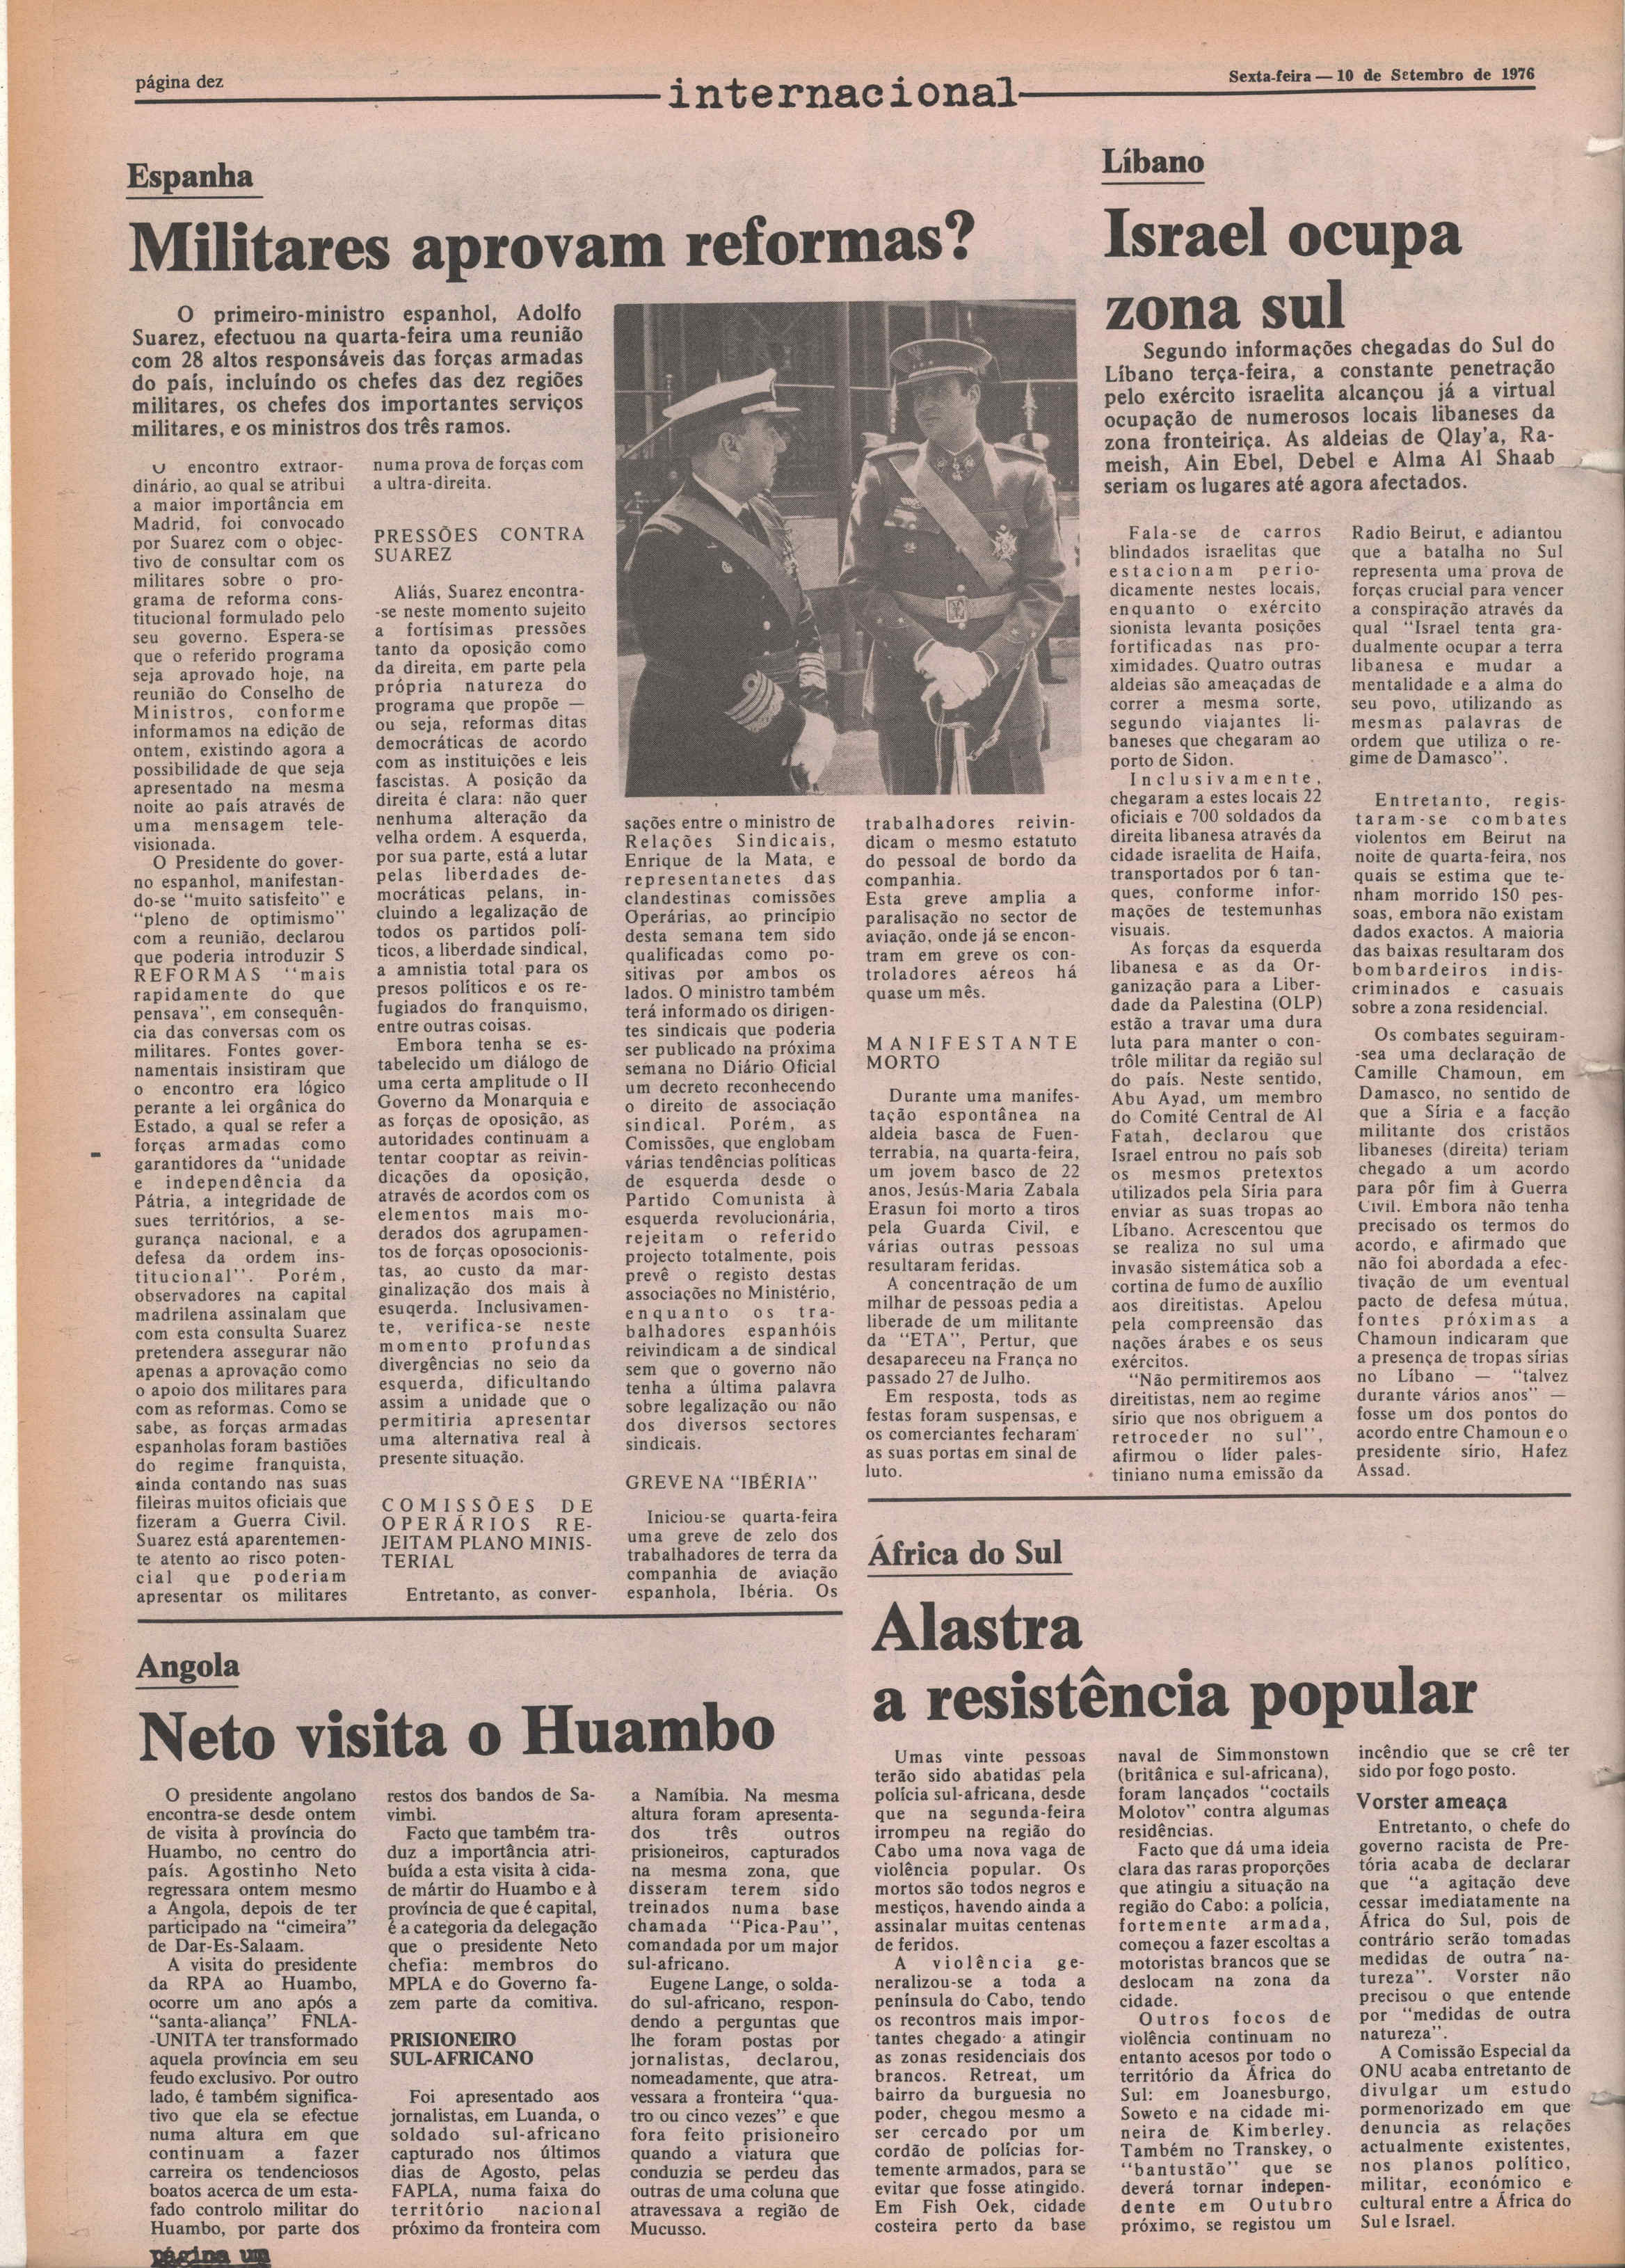 página dez
internacional
Sexta-feira — 10 de Setembro de 1976
Espanha
Militares aprovam reformas?
O primeiro-ministro espanhol, Adolfo
Suarez, efectuou na quarta-feira uma reunião
com 28 altos responsáveis das forças armadas
do país, incluíndo os chefes das dez regiões
militares, os chefes dos importantes serviços
militares, e os ministros dos três ramos.
O encontro extraor-
dinário, ao qual se atribui
a maior importância em
Madrid, foi convocado
por Suarez com o objec-
tivo de consultar com os
militares sobre o pro-
grama de reforma cons-
titucional formulado pelo
seu governo. Espera-se
que o referido programa
seja aprovado hoje, na
reunião do Conselho de
Ministros, conforme
informamos na edição de
ontem, existindo agora a
possibilidade de que seja
apresentado na mesma
noite ao país através de
uma mensagem tele-
visionada.
O Presidente do gover-
no espanhol, manifestan-
do-se "muito satisfeito" e
"pleno de optimismo"
com a reunião, declarou
que poderia introduzir S
REFORMAS "mais
rapidamente do que
pensava", em consequên-
cia das conversas com os
militares. Fontes gover-
namentais insistiram que
o encontro era lógico
perante a lei orgânica do
Estado, a qual se refer a
forças armadas como
garantidores da "unidade
e independência da
Pátria, a integridade de
sues territórios, a se-
gurança nacional, e a
defesa da ordem ins-
titucional". Porém,
observadores na capital
madrilena assinalam que
com esta consulta Suarez
pretendera assegurar não
apenas a aprovação como
o apoio dos militares para
com as reformas. Como se
sabe, as forças armadas
espanholas foram bastiões
do regime franquista,
ainda contando nas suas
fileiras muitos oficiais que
fizeram a Guerra Civil.
Suarez está aparentemen-
te atento ao risco poten-
cial que poderiam
apresentar os militares
numa prova de forças com
a ultra-direita.
PRESSÕES CONTRA
SUAREZ
Aliás, Suarez encontra-
-se neste momento sujeito
a fortísimas pressões
tanto da oposição como
da direita, em parte pela
própria natureza do
programa que propõe —
ou seja, reformas ditas
democráticas de acordo
com as instituições e leis
fascistas. A posição da
direita é clara: não quer
nenhuma alteração da
velha ordem. A esquerda,
por sua parte, está a lutar
pelas liberdades de-
mocráticas pelans, in-
cluindo a legalização de
todos os partidos polí-
ticos, a liberdade sindical,
a amnistia total para os
presos políticos e os re-
fugiados do franquismo,
entre outras coisas.
Embora tenha se es-
tabelecido um diálogo de
uma certa amplitude o II
Governo da Monarquia e
as forças de oposição, as
autoridades continuam a
tentar cooptar as reivin-
dicações da oposição,
através de acordos com os
elementos mais mo-
derados dos agrupamen-
tos de forças oposocionis-
tas, ao custo da mar-
ginalização dos mais à
esuqerda. Inclusivamen-
te, verifica-se neste
momento profundas
divergências no seio da
esquerda, dificultando
assim a unidade que o
permitiria apresentar
uma alternativa real à
presente situação.
COMISSÕES DE
OPERÁRIOS RE-
JEITAM PLANO MINIS-
TERIAL
Entretanto, as conver-
sações entre o ministro de
Relações Sindicais,
Enrique de la Mata, e
representanetes das
clandestinas comissões
Operárias, ao princípio
desta semana tem sido
qualificadas como po-
sitivas por ambos os
lados. O ministro também
terá informado os dirigen-
tes sindicais que poderia
ser publicado na próxima
semana no Diário Oficial
um decreto reconhecendo
o direito de associação
sindical. Porém, as
Comissões, que englobam
várias tendências políticas
de esquerda desde o
Partido Comunista à
esquerda revolucionária,
rejeitam o referido
projecto totalmente, pois
prevê o registo destas
associações no Ministério,
enquanto os tra-
balhadores espanhóis
reivindicam a de sindical
sem que o governo não
tenha a última palavra
sobre legalização ou não
dos diversos sectores
sindicais.
GREVE NA "IBÉRIA"
Iniciou-se quarta-feira
uma greve de zelo dos
trabalhadores de terra da
companhia de aviação
espanhola, Ibéria. Os
trabalhadores reivin-
dicam o mesmo estatuto
do pessoal de bordo da
companhia.
Esta greve amplia a
paralisação no sector de
aviação, onde já se encon-
tram em greve os con-
troladores aéreos há
quase um mês.
MANIFESTANTE
MORTO
Durante uma manifes-
tação espontânea na
aldeia basca de Fuen-
terrabia, na quarta-feira,
um jovem basco de 22
anos, Jesús-Maria Zabala
Erasun foi morto a tiros
pela Guarda Civil, e
várias outras pessoas
resultaram feridas.
A concentração de um
milhar de pessoas pedia a
liberade de um militante
da "ETA", Pertur, que
desapareceu na França no
passado 27 de Julho.
Em resposta, tods as
festas foram suspensas, e
os comerciantes fecharam
as suas portas em sinal de
luto.
Líbano
Israel ocupa
zona sul
Segundo informações chegadas do Sul do
Líbano terça-feira, a constante penetração
pelo exército israelita alcançou já a virtual
ocupação de numerosos locais libaneses da
zona fronteiriça. As aldeias de Qlay'a, Ra-
meish, Ain Ebel, Debel e Alma Al Shaab
seriam os lugares até agora afectados.
Fala-se de carros
blindados israelitas que
estacionam perio-
dicamente nestes locais,
enquanto o exército
sionista levanta posições
fortificadas nas pro-
ximidades. Quatro outras
aldeias são ameaçadas de
correr a mesma sorte,
segundo viajantes li-
baneses que chegaram ao
porto de Sidon.
Inclusivamente,
chegaram a estes locais 22
oficiais e 700 soldados da
direita libanesa através da
cidade israelita de Haifa,
transportados por 6 tan-
ques, conforme infor-
mações de testemunhas
visuais.
As forças da esquerda
libanesa e as da Or-
ganização para a Liber-
dade da Palestina (OLP)
estão a travar uma dura
luta para manter o con-
trôle militar da região sul
do país. Neste sentido,
Abu Ayad, um membro
do Comité Central de Al
Fatah, declarou que
Israel entrou no país sob
os mesmos pretextos
utilizados pela Síria para
enviar as suas tropas ao
Líbano. Acrescentou que
se realiza no sul uma
invasão sistemática sob a
cortina de fumo de auxílio
aos direitistas. Apelou
pela compreensão das
nações árabes e os seus
exércitos.
"Não permitiremos aos
direitistas, nem ao regime
sírio que nos obriguem a
retroceder no sul",
afirmou o líder pales-
tiniano numa emissão da
Radio Beirut, e adiantou
que a batalha no Sul
representa uma prova de
forças crucial para vencer
a conspiração através da
qual "Israel tenta gra-
dualmente ocupar a terra
libanesa e mudar a
mentalidade e a alma do
seu povo, utilizando as
mesmas palavras de
ordem que utiliza o re-
gime de Damasco".
Entretanto, regis-
taram-se combates
violentos em Beirut na
noite de quarta-feira, nos
quais se estima que te-
nham morrido 150 pes-
soas, embora não existam
dados exactos. A maioria
das baixas resultaram dos
bombardeiros indis-
criminados e casuais
sobre a zona residencial.
Os combates seguiram-
-sea uma declaração de
Camille Chamoun, em
Damasco, no sentido de
que a Síria e a facção
militante dos cristãos
libaneses (direita) teriam
chegado a um acordo
para pôr fim à Guerra
Civil. Embora não tenha
precisado os termos do
acordo, e afirmado que
não foi abordada a efec-
tivação de um eventual
pacto de defesa mútua,
fontes próximas a
Chamoun indicaram que
a presença de tropas sírias
no Líbano — "talvez
durante vários anos" —
fosse um dos pontos do
acordo entre Chamoun e o
presidente sírio, Hafez
Assad.
Angola
Neto visita o Huambo
O presidente angolano
encontra-se desde ontem
de visita à província do
Huambo, no centro do
país. Agostinho Neto
regressara ontem mesmo
a Angola, depois de ter
participado na "cimeira"
de Dar-Es-Salaam.
A visita do presidente
da RPA ao Huambo,
ocorre um ano após a
"santa-aliança" FNLA-
-UNITA ter transformado
aquela província em seu
feudo exclusivo. Por outro
lado, é também significa-
tivo que ela se efectue
numa altura em que
continuam a fazer
carreira os tendenciosos
boatos acerca de um esta-
fado controlo militar do
Huambo, por parte dos
restos dos bandos de Sa-
vimbi.
Facto que também tra-
duz a importância atri-
buída a esta visita à cida-
de mártir do Huambo e à
província de que é capital,
é a categoria da delegação
que o presidente Neto
chefia: membros do
MPLA e do Governo fa-
zem parte da comitiva.
PRISIONEIRO
SUL-AFRICANO
Foi apresentado aos
jornalistas, em Luanda, o
soldado sul-africano
capturado nos últimos
dias de Agosto, pelas
FAPLA, numa faixa do
território nacional
próximo da fronteira com
a Namíbia. Na mesma
altura foram apresenta-
dos três outros
prisioneiros, capturados
na mesma zona, que
disseram terem sido
treinados numa base
chamada "Pica-Pau",
comandada por um major
sul-africano.
Eugene Lange, o solda-
do sul-africano, respon-
dendo a perguntas que
lhe foram postas por
jornalistas, declarou,
nomeadamente, que atra-
vessara a fronteira "qua-
tro ou cinco vezes" e que
fora feito prisioneiro
quando a viatura que
conduzia se perdeu das
outras de uma coluna que
atravessava a região de
Mucusso.
África do Sul
Alastra
a resistência popular
Umas vinte pessoas
terão sido abatidas pela
polícia sul-africana, desde
que na segunda-feira
irrompeu na região do
Cabo uma nova vaga de
violência popular. Os
mortos são todos negros e
mestiços, havendo ainda a
assinalar muitas centenas
de feridos.
A violência ge-
neralizou-se a toda a
península do Cabo, tendo
os recontros mais impor-
tantes chegado a atingir
as zonas residenciais dos
brancos. Retreat, um
bairro da burguesia no
poder, chegou mesmo a
ser cercado por um
cordão de polícias for-
temente armados, para se
evitar que fosse atingido.
Em Fish Oek, cidade
costeira perto da base
naval de Simmonstown
(britânica e sul-africana),
foram lançados "coctails
Molotov" contra algumas
residências.
Facto que dá uma ideia
clara das raras proporções
que atingiu a situação na
região do Cabo: a polícia,
fortemente armada,
começou a fazer escoltas a
motoristas brancos que se
deslocam na zona da
cidade.
Outros focos de
violência continuam no
entanto acesos por todo o
território da África do
Sul: em Joanesburgo,
Soweto e na cidade mi-
neira de Kimberley.
Também no Transkey, o
"bantustão" que se
deverá tornar indepen-
dente em Outubro
próximo, se registou um
incêndio que se crê ter
sido por fogo posto.
Vorster ameaça
Entretanto, o chefe do
governo racista de Pre-
tória acaba de declarar
que "a agitação deve
cessar imediatamente na
África do Sul, pois de
contrário serão tomadas
medidas de outra na-
tureza". Vorster não
precisou o que entende
por "medidas de outra
natureza".
A Comissão Especial da
ONU acaba entretanto de
divulgar um estudo
pormenorizado em que
denuncia as relações
actualmente existentes,
nos planos político,
militar, económico e
cultural entre a África do
Sul e Israel.
página um